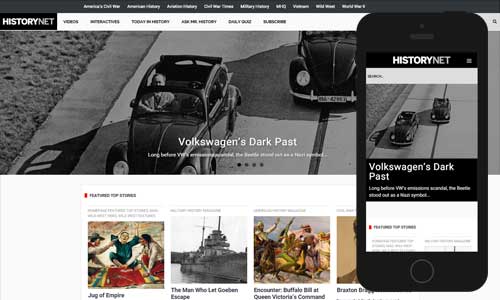 America's Civil War American History Aviation History Civil War Times Military History MHQ Vietnam Wild West World War II
HISTORYNET VIDEOS INTERACTIVES TODAY IN HISTORY ASK MR. HISTORY DAILY QUIZ SUBSCRIBE
Volkswagen's Dark Past
Long before VW's emissions scandal, the Beetle stood out as a Nazi symbol...
FEATURED TOP STORIES
MILITARY HISTORY MAGAZINE
AMERICAN HISTORY MAGAZINE
Jug of Empire
The Man Who Let Goeben
Escape
Encounter: Buffalo Bill at
Queen Victoria's Command
Braxton Bragg
HISTORYNET
SEARCH...
Volkswagen's Dark
Past
Long before VW's emissions scandal, the Beetle
stood out as a Nazi symbol...
FEATURED TOP STORIES